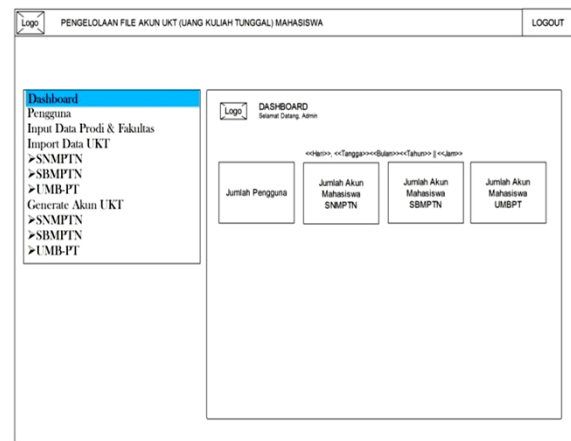 Logo PENGELOLAAN FILE AKUN UKT (UANG KULIAH TUNGGAL) MAHASISWA LOGOUT
Dashboard
Pengguna
Input Data Prodi & Fakultas
Import Data UKT
➢SNMPTN
➢SBMPTN
➢UMB-PT
Generate Akun UKT
➢SNMPTN
➢SBMPTN
➢UMB-PT
Logo DASHBOARD
Selamat Datang, Admin
<<Hari>>, <<Tangga>><<Bulan>><<Tahun>> || <<Jam>>
Jumlah Pengguna
Jumlah Akun
Mahasiswa
SNMPTN
Jumlah Akun
Mahasiswa
SBMPTN
Jumlah Akun
Mahasiswa
UMBPT